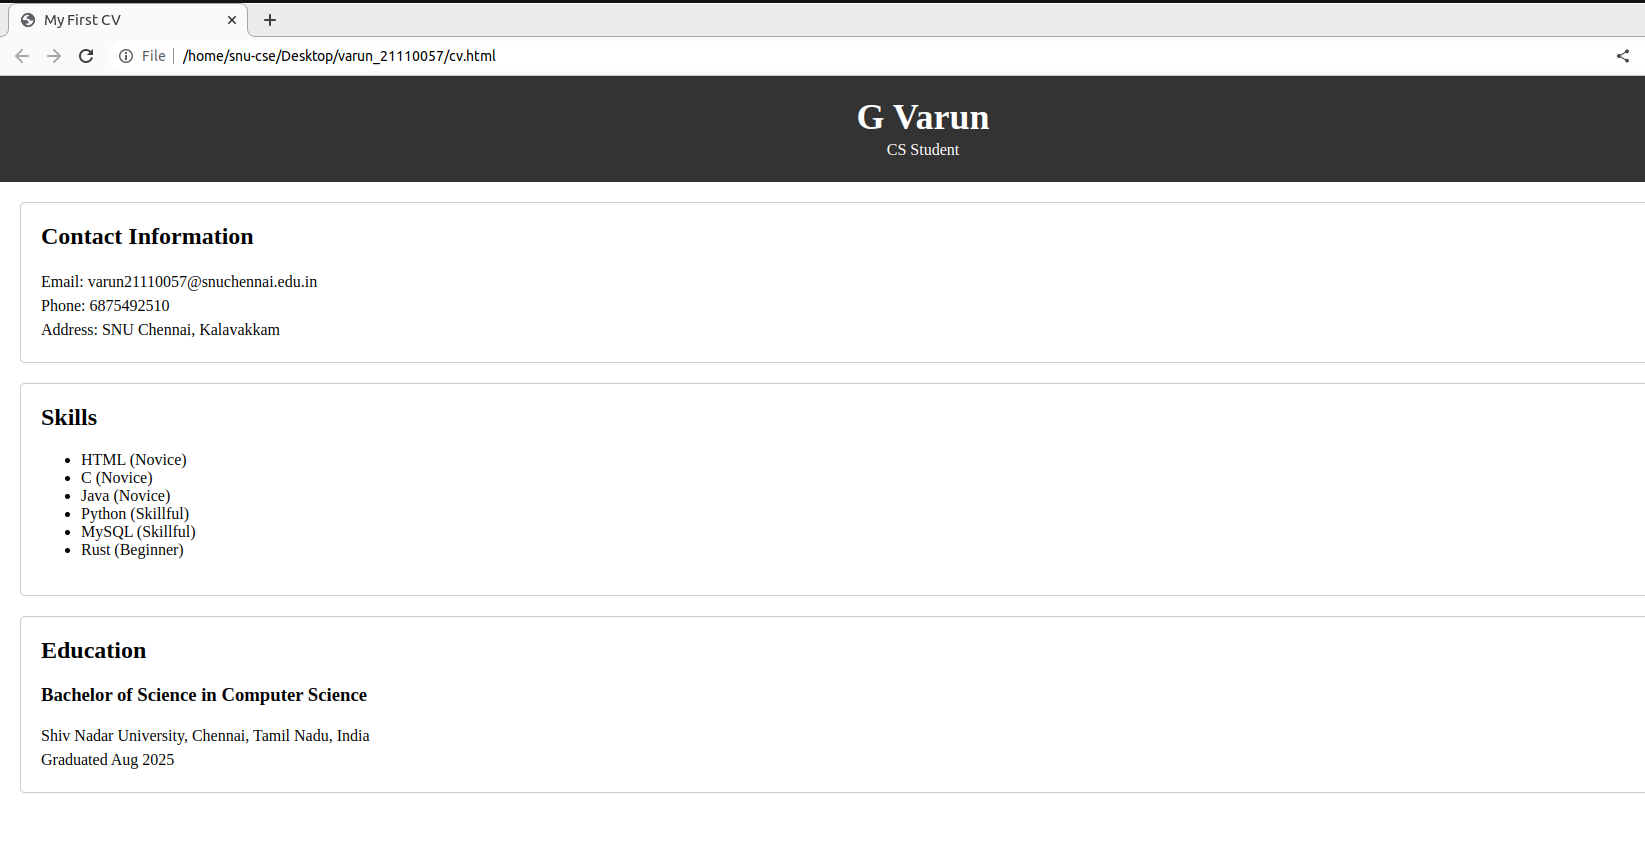 My First CV
File /home/snu-cse/Desktop/varun_21110057/cv.html
G Varun
CS Student
Contact Information
Email: varun21110057@snuchennai.edu.in
Phone: 6875492510
Address: SNU Chennai, Kalavakkam
Skills
HTML (Novice)
C (Novice)
Java (Novice)
Python (Skillful)
MySQL (Skillful)
Rust (Beginner)
Education
Bachelor of Science in Computer Science
Shiv Nadar University, Chennai, Tamil Nadu, India
Graduated Aug 2025